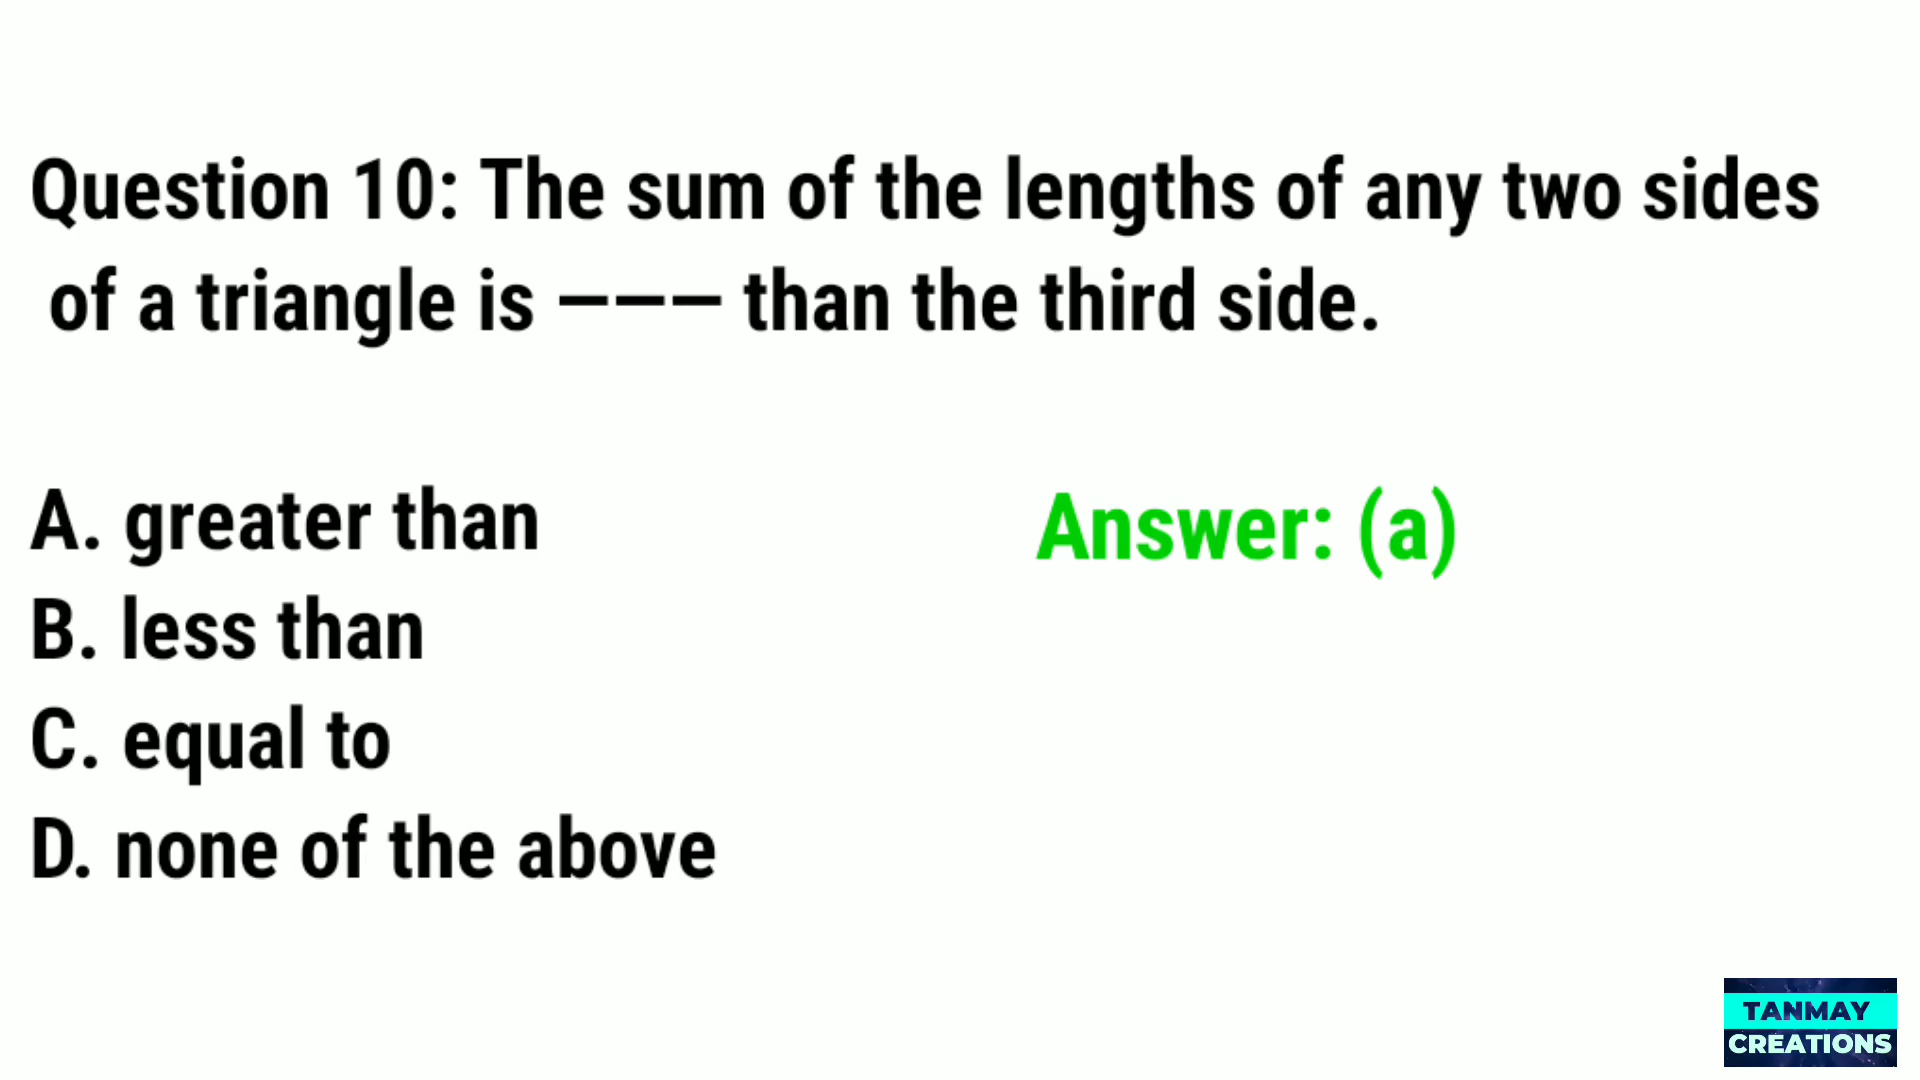 Question 10: The sum of the lengths of any two sides
of a triangle is ––– than the third side.
A. greater than
Answer: (a)
B. less than
C. equal to
D. none of the above
TANMAY
CREATIONS